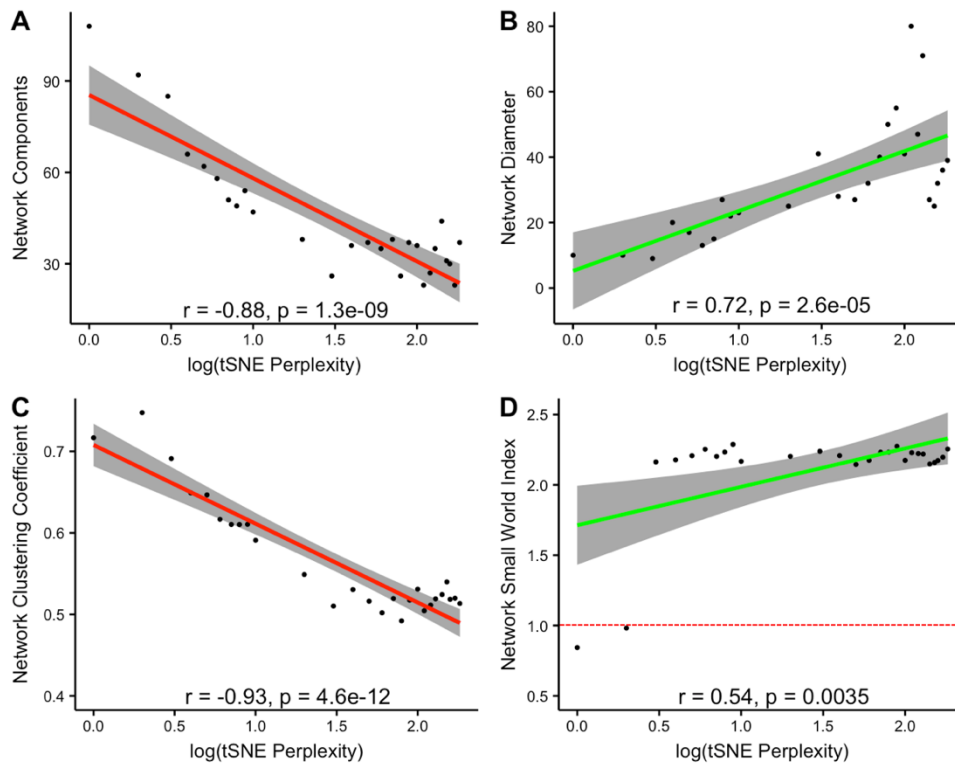 A
Network Components
90
60
30
r = -0.88, p = 1.3e-09
0.0 0.5 1.0 1.5 2.0
log(tSNE Perplexity)
B
Network Diameter
80
60
40
20
0
r = 0.72, p = 2.6e-05
0.0 0.5 1.0 1.5 2.0
log(tSNE Perplexity)
C
Network Clustering Coefficient
0.7
0.6
0.5
0.4
r = -0.93, p = 4.6e-12
0.0 0.5 1.0 1.5 2.0
log(tSNE Perplexity)
D
Network Small World Index
2.5
2.0
1.5
1.0
0.5
r = 0.54, p = 0.0035
0.0 0.5 1.0 1.5 2.0
log(tSNE Perplexity)